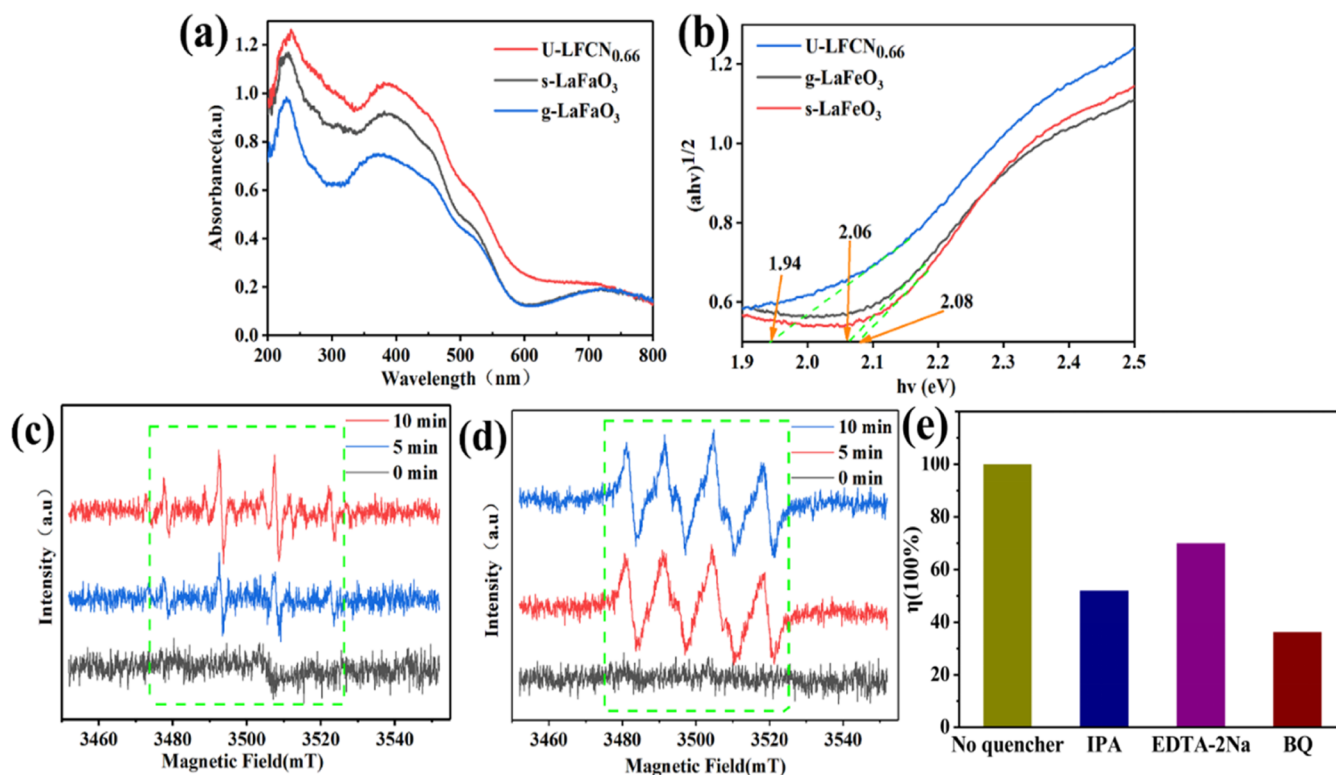 (a)
U-LFCN0.66
s-LaFaO3
g-LaFaO3
Absorbance(a.u)
1.2
1.0
0.8
0.6
0.4
0.2
0.0
200 300 400 500 600 700 800
Wavelength（nm）
(b)
U-LFCN0.66
g-LaFeO3
s-LaFeO3
(ahv)1/2
1.2
1.0
0.8
0.6
1.94
2.06
2.08
1.9 2.0 2.1 2.2 2.3 2.4 2.5
hv (eV)
(c)
10 min
5 min
0 min
Intensity（a.u）
3460 3480 3500 3520 3540
Magnetic Field(mT)
(d)
10 min
5 min
0 min
Intensity（a.u）
3460 3480 3500 3520 3540
Magnetic Field(mT)
(e)
η(100%)
100
80
60
40
20
0
No quencher IPA EDTA-2Na BQ